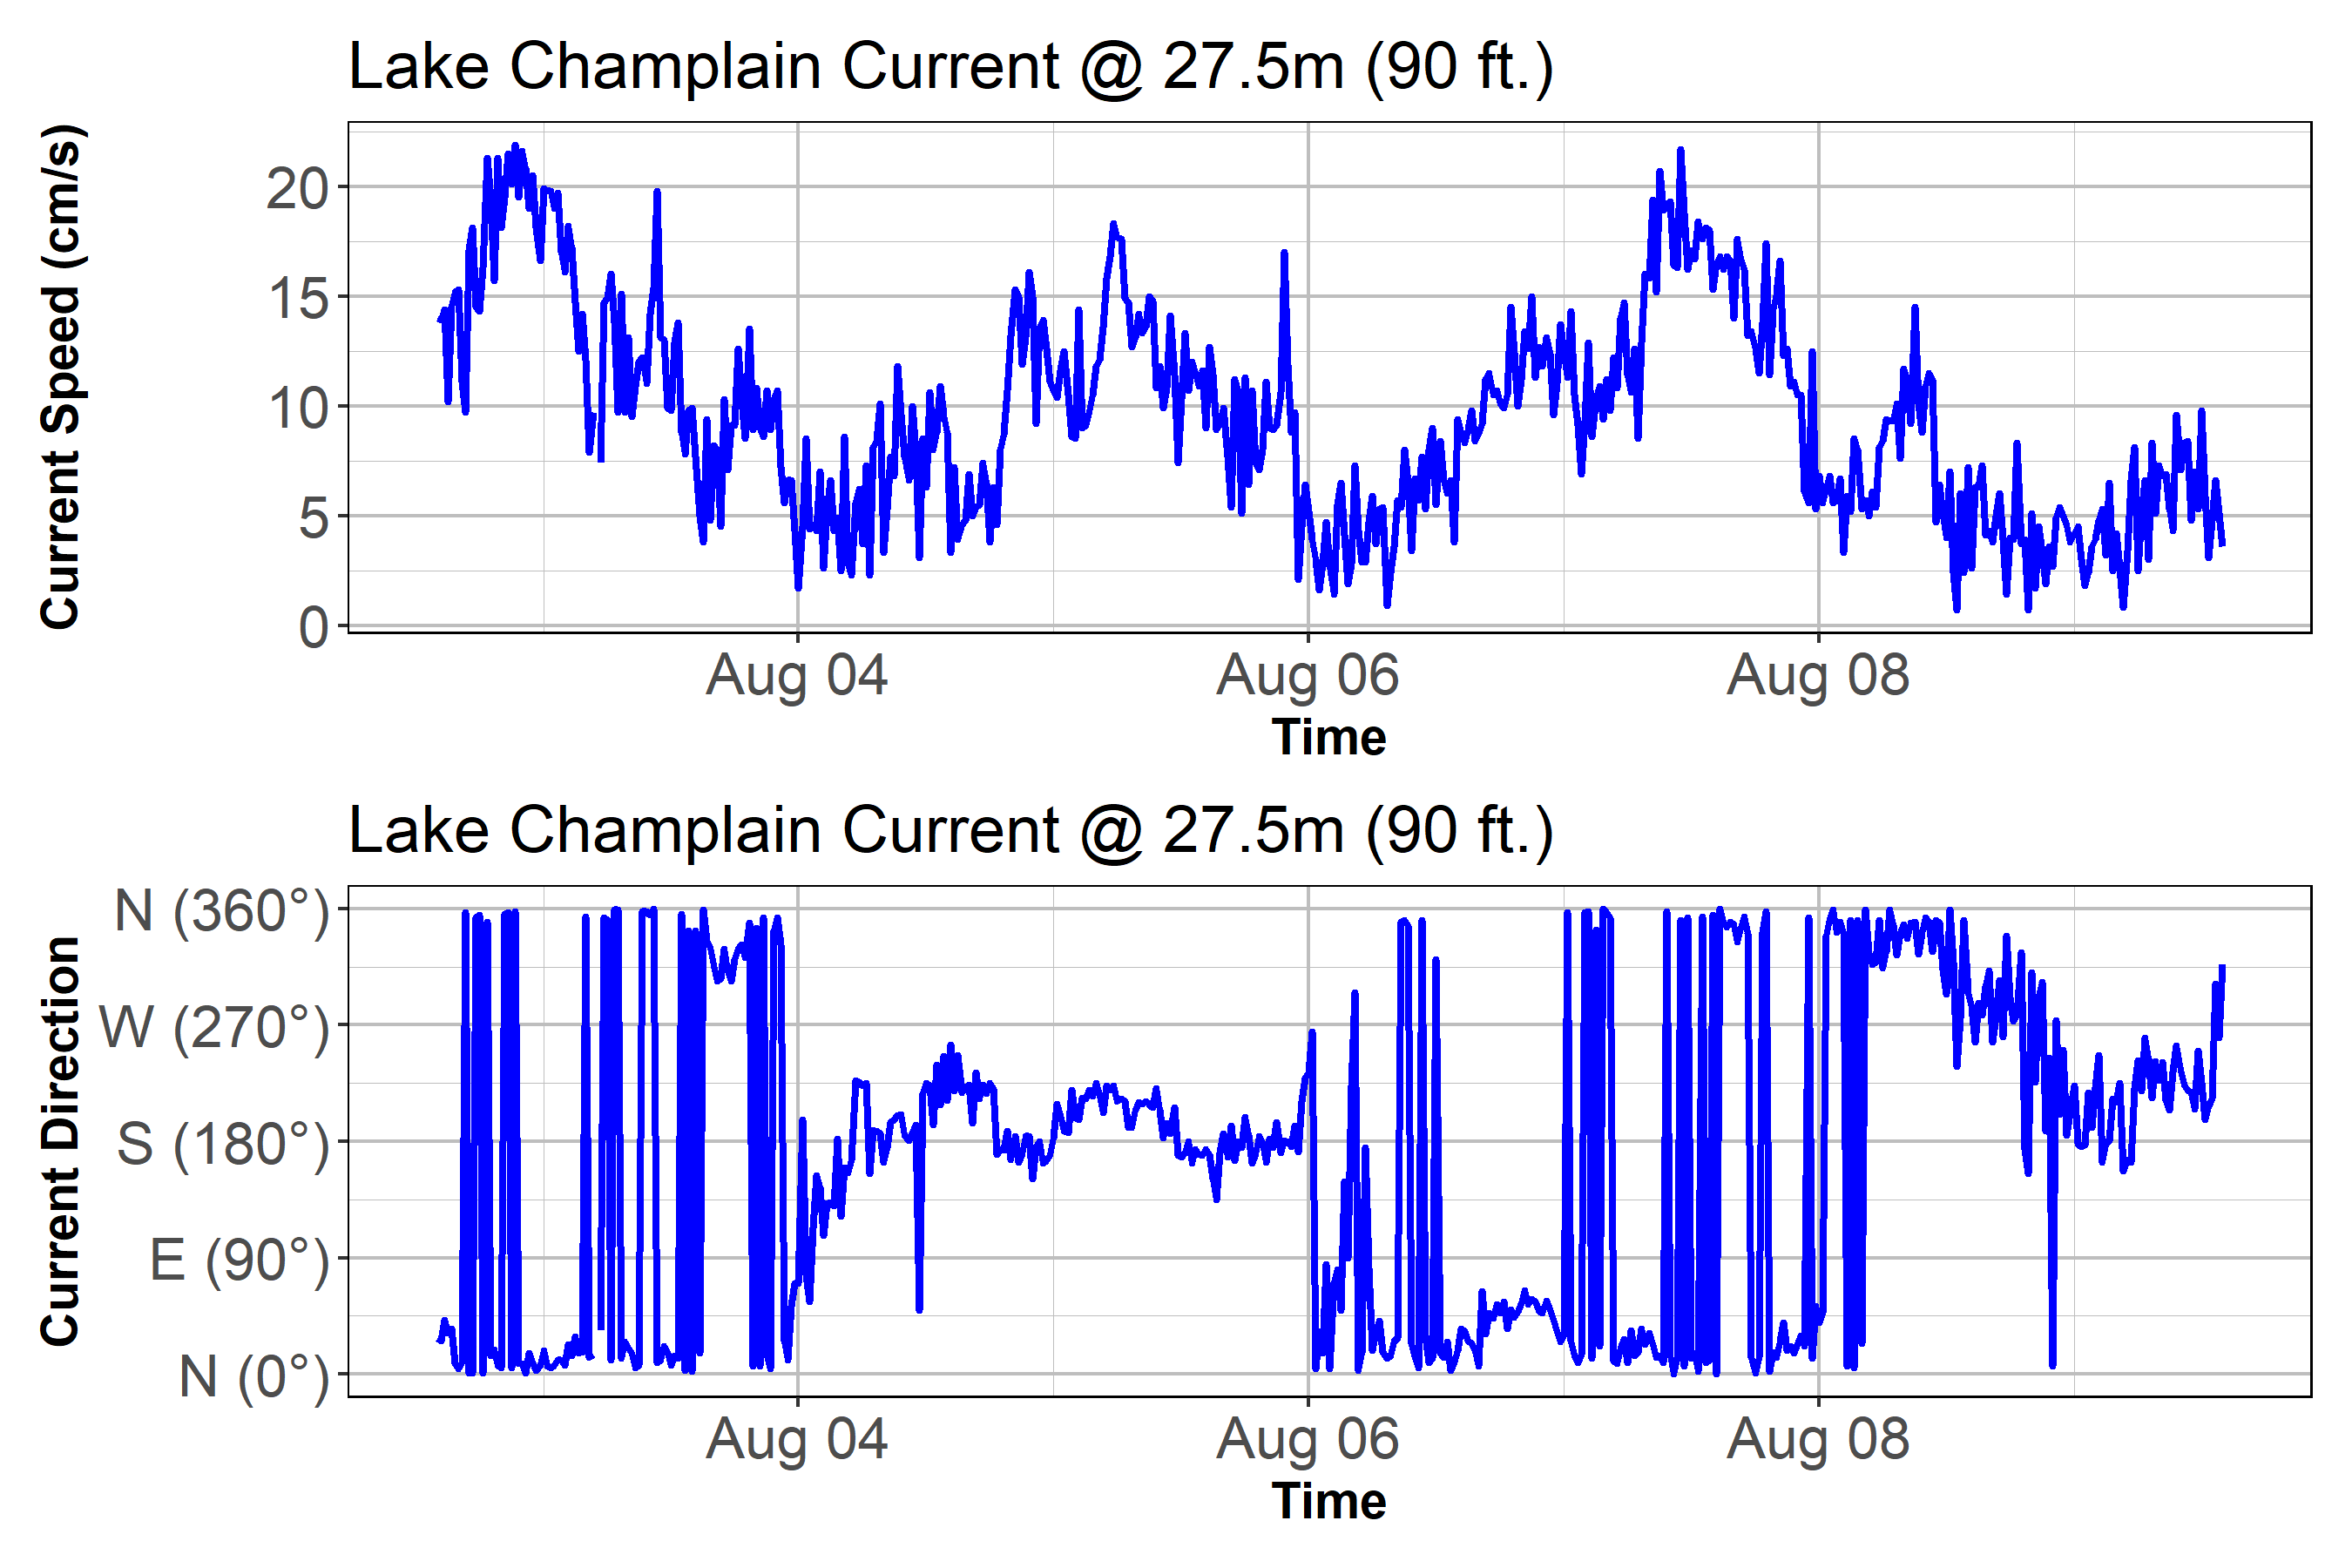 Lake Champlain Current @ 27.5m (90 ft.)
Current Speed (cm/s)
20
15
10
5
0
Aug 04 Aug 06 Aug 08
Time
Lake Champlain Current @ 27.5m (90 ft.)
Current Direction
N (360°)
W (270°)
S (180°)
E (90°)
N (0°)
Aug 04 Aug 06 Aug 08
Time